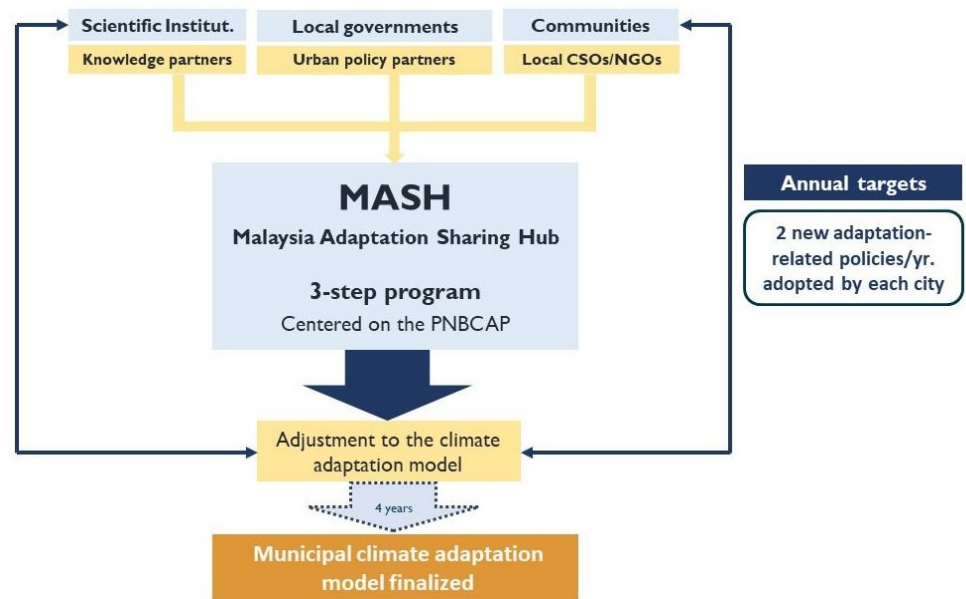 Scientific Institut.
Local governments
Communities
Knowledge partners
Urban policy partners
Local CSOs/NGOs
MASH
Malaysia Adaptation Sharing Hub
3-step program
Centered on the PNBCAP
Annual targets
2 new adaptation-
related policies/yr.
adopted by each city
Adjustment to the climate
adaptation model
4 years
Municipal climate adaptation
model finalized